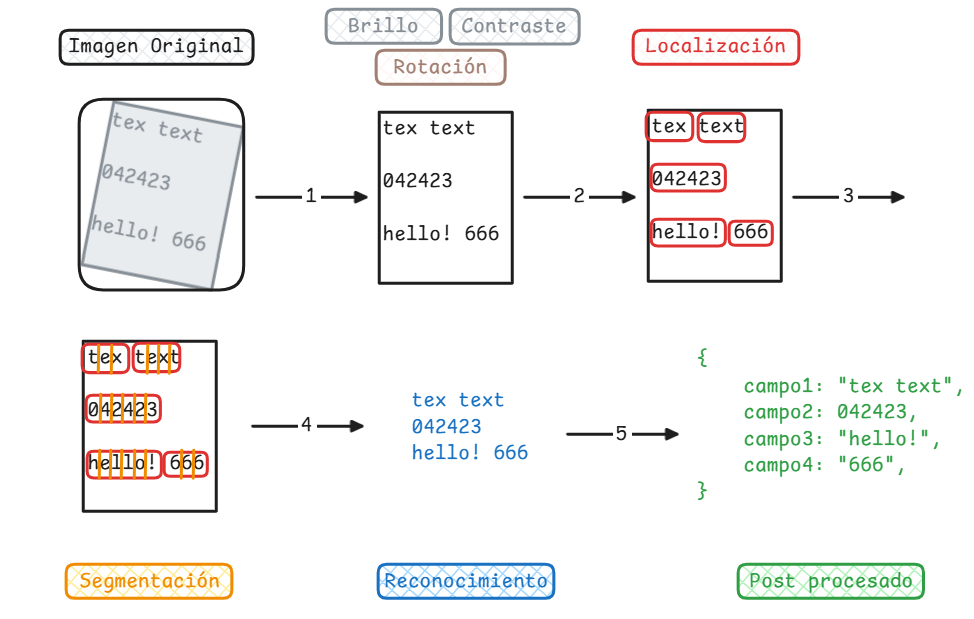 Brillo Contraste
Imagen Original
Rotación
Localización
tex text
042423
hello! 666
1
tex text
042423
hello! 666
2
tex text
042423
hello! 666
3
tex text
042423
hello! 666
4
tex text
042423
hello! 666
5
{
campo1: "tex text",
campo2: 042423,
campo3: "hello!",
campo4: "666",
}
Segmentación
Reconocimiento
Post procesado